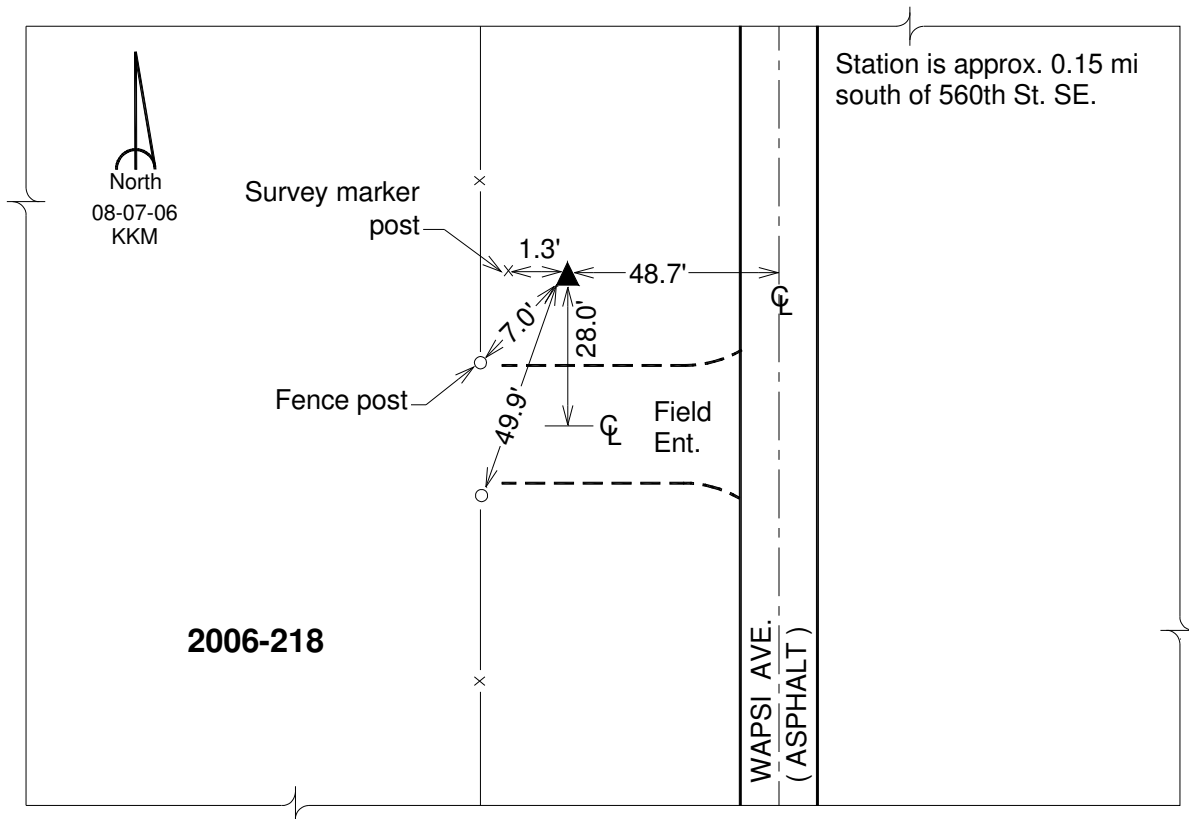 Station is approx. 0.15 mi
south of 560th St. SE.
North
08-07-06
KKM
Survey marker
post
1.3'
48.7'
℄
7.0'
28.0'
Fence post
49.9'
℄
Field
Ent.
2006-218
WAPSI AVE.
( ASPHALT )